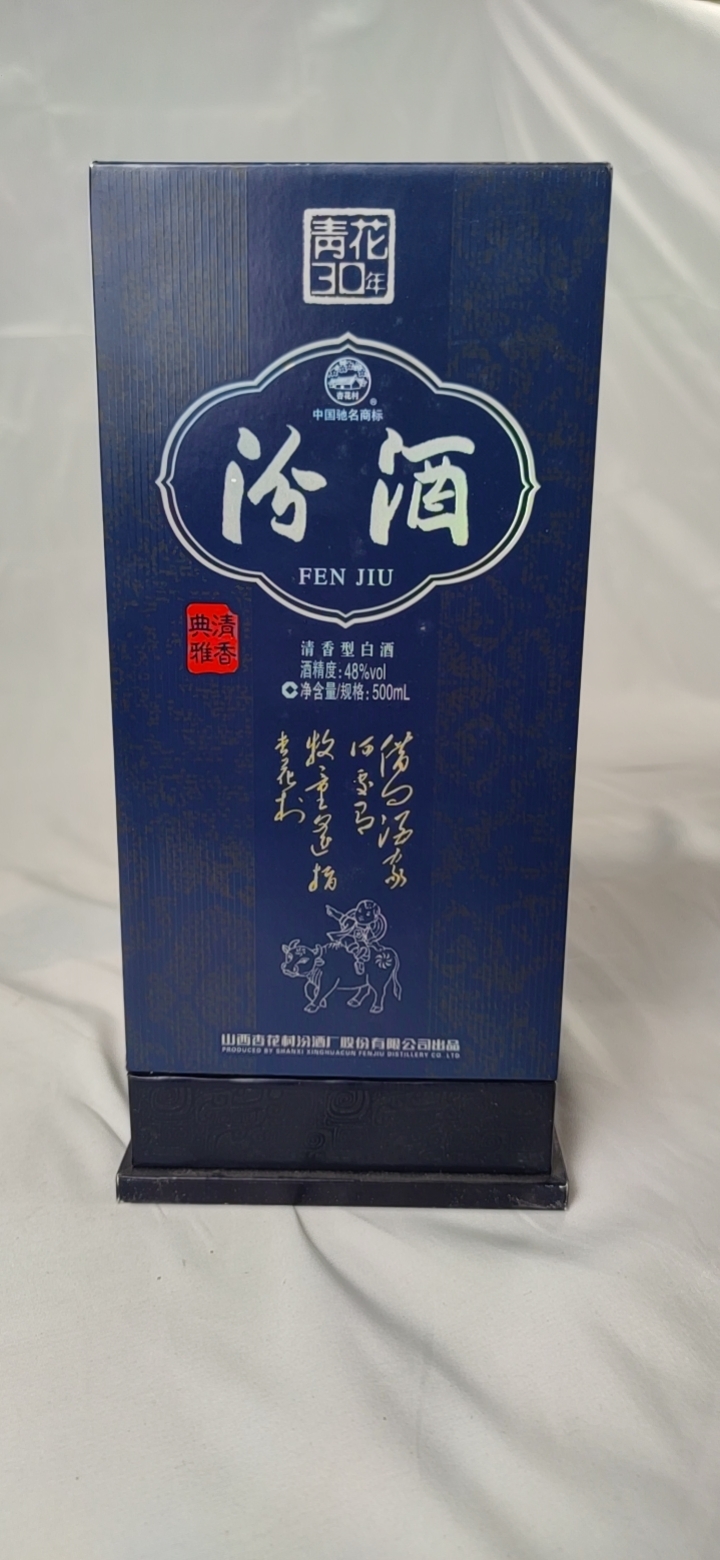 青花
30年
杏花村
®
中国驰名商标
汾酒
FEN JIU
清香
典雅
清香型白酒
酒精度:48%vol
净含量/规格:500mL
借问酒家
何处有
牧童遥指
杏花村
山西杏花村汾酒厂股份有限公司出品
PRODUCED BY SHANXI XINGHUACUN FENJIU DISTILLERY CO. LTD